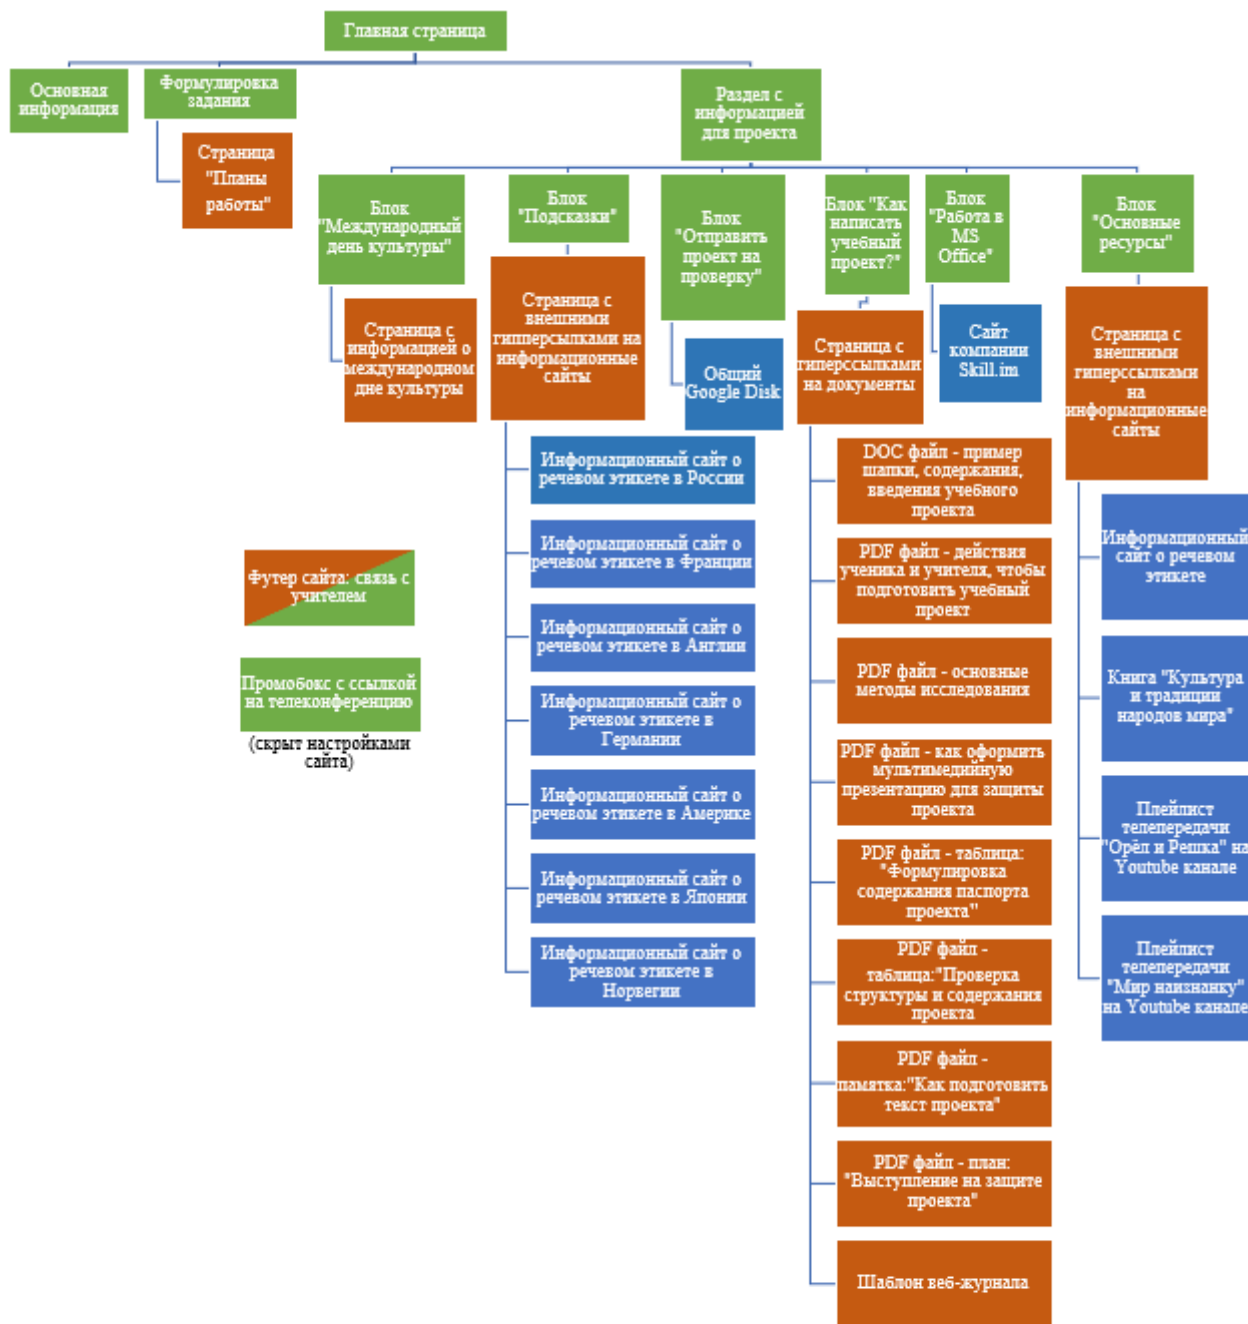 Главная страница
Основная
информация
Формулировка
задания
Раздел с
информацией
для проекта
Страница
"Планы
работы"
Блок
"Международный
день культуры"
Блок
"Подсказки"
Блок
"Отправить
проект на
проверку"
Блок "Как
написать
учебный
проект?"
Блок
"Работа в
MS
Office"
Блок
"Основные
ресурсы"
Страница с
информацией о
международном
дне культуры
Страница с
внешними
гипперсылками на
информационные
сайты
Общий
Google Disk
Страница с
гиперссылками
на документы
Сайт
компании
Skill.im
Страница с
внешними
гиперссылками
на
информационные
сайты
Информационный сайт о
речевом этикете в России
Информационный сайт о
речевом этикете в Франции
Информационный сайт о
речевом этикете в Англии
Информационный сайт о
речевом этикете в
Германии
Информационный сайт о
речевом этикете в Америке
Информационный сайт о
речевом этикете в Японии
Информационный сайт о
речевом этикете в
Норвегии
DOC файл - пример
шапки, содержания,
введения учебного
проекта
PDF файл - действия
ученика и учителя, чтобы
подготовить учебный
проект
PDF файл - основные
методы исследования
PDF файл - как оформить
мультимедийную
презентацию для защиты
проекта
PDF файл - таблица:
"Формулировка
содержания паспорта
проекта"
PDF файл -
таблица:"Проверка
структуры и содержания
проекта
PDF файл -
памятка:"Как подготовить
текст проекта"
PDF файл - план:
"Выступление на защите
проекта"
Шаблон веб-журнала
Информационный
сайт о речевом
этикете
Книга "Культура
и традиции
народов мира"
Плейлист
телепередачи
"Орёл и Решка" на
Youtube канале
Плейлист
телепередачи
"Мир наизнанку"
на Youtube канале
Футер сайта: связь с
учителем
Промобокс с ссылкой
на телеконференцию
(скрыт настройками
сайта)